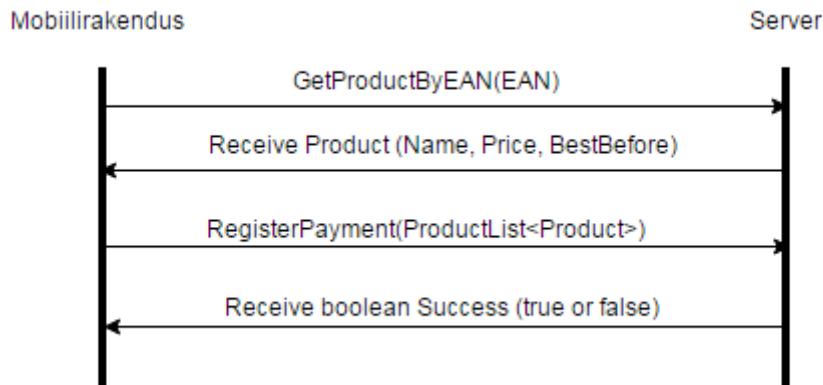 Mobiilirakendus
Server
GetProductByEAN(EAN)
Receive Product (Name, Price, BestBefore)
RegisterPayment(ProductList<Product>)
Receive boolean Success (true or false)